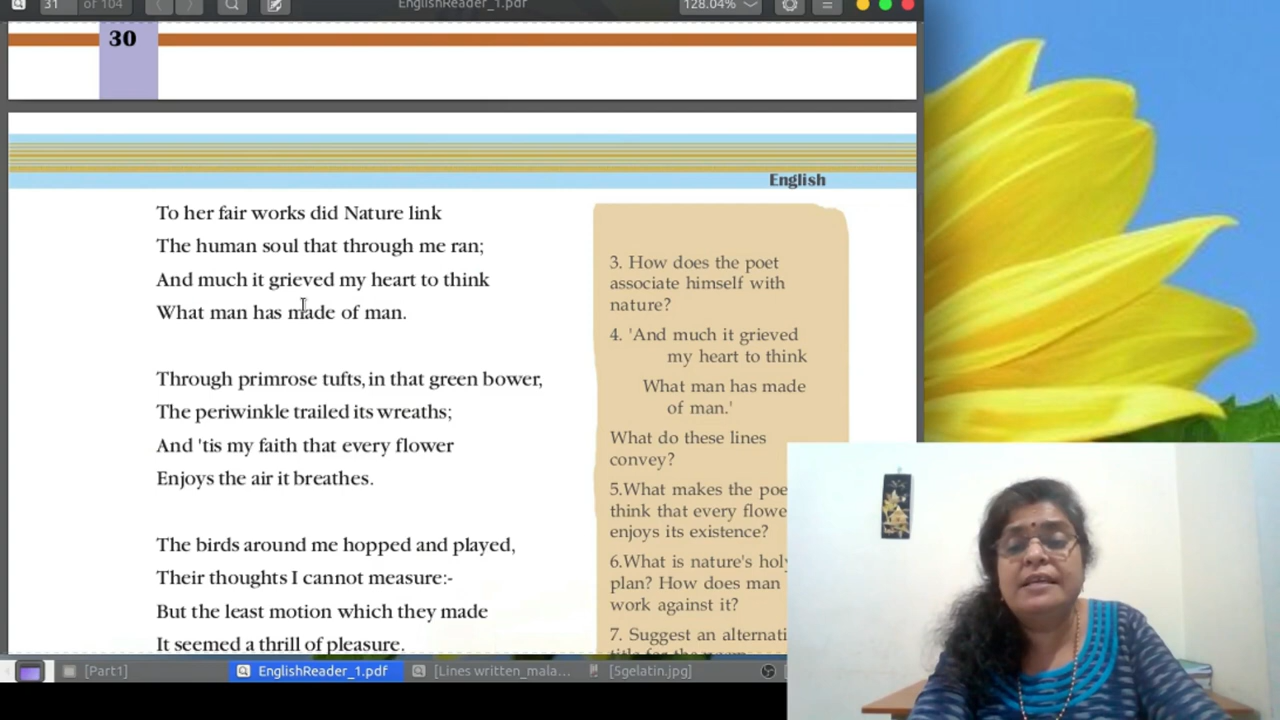 31 of 104
EnglishReader_1.pdf
128.04%
30
English
To her fair works did Nature link
The human soul that through me ran;
And much it grieved my heart to think
What man has made of man.
Through primrose tufts, in that green bower,
The periwinkle trailed its wreaths;
And 'tis my faith that every flower
Enjoys the air it breathes.
The birds around me hopped and played,
Their thoughts I cannot measure:-
But the least motion which they made
It seemed a thrill of pleasure.
3. How does the poet
associate himself with
nature?
4. 'And much it grieved
my heart to think
What man has made
of man.'
What do these lines
convey?
5.What makes the poe
think that every flowe
enjoys its existence?
6.What is nature's holy
plan? How does man
work against it?
7. Suggest an alternati
[Part1]
EnglishReader_1.pdf
[Lines written_mala...
[Sgelatin.jpg]